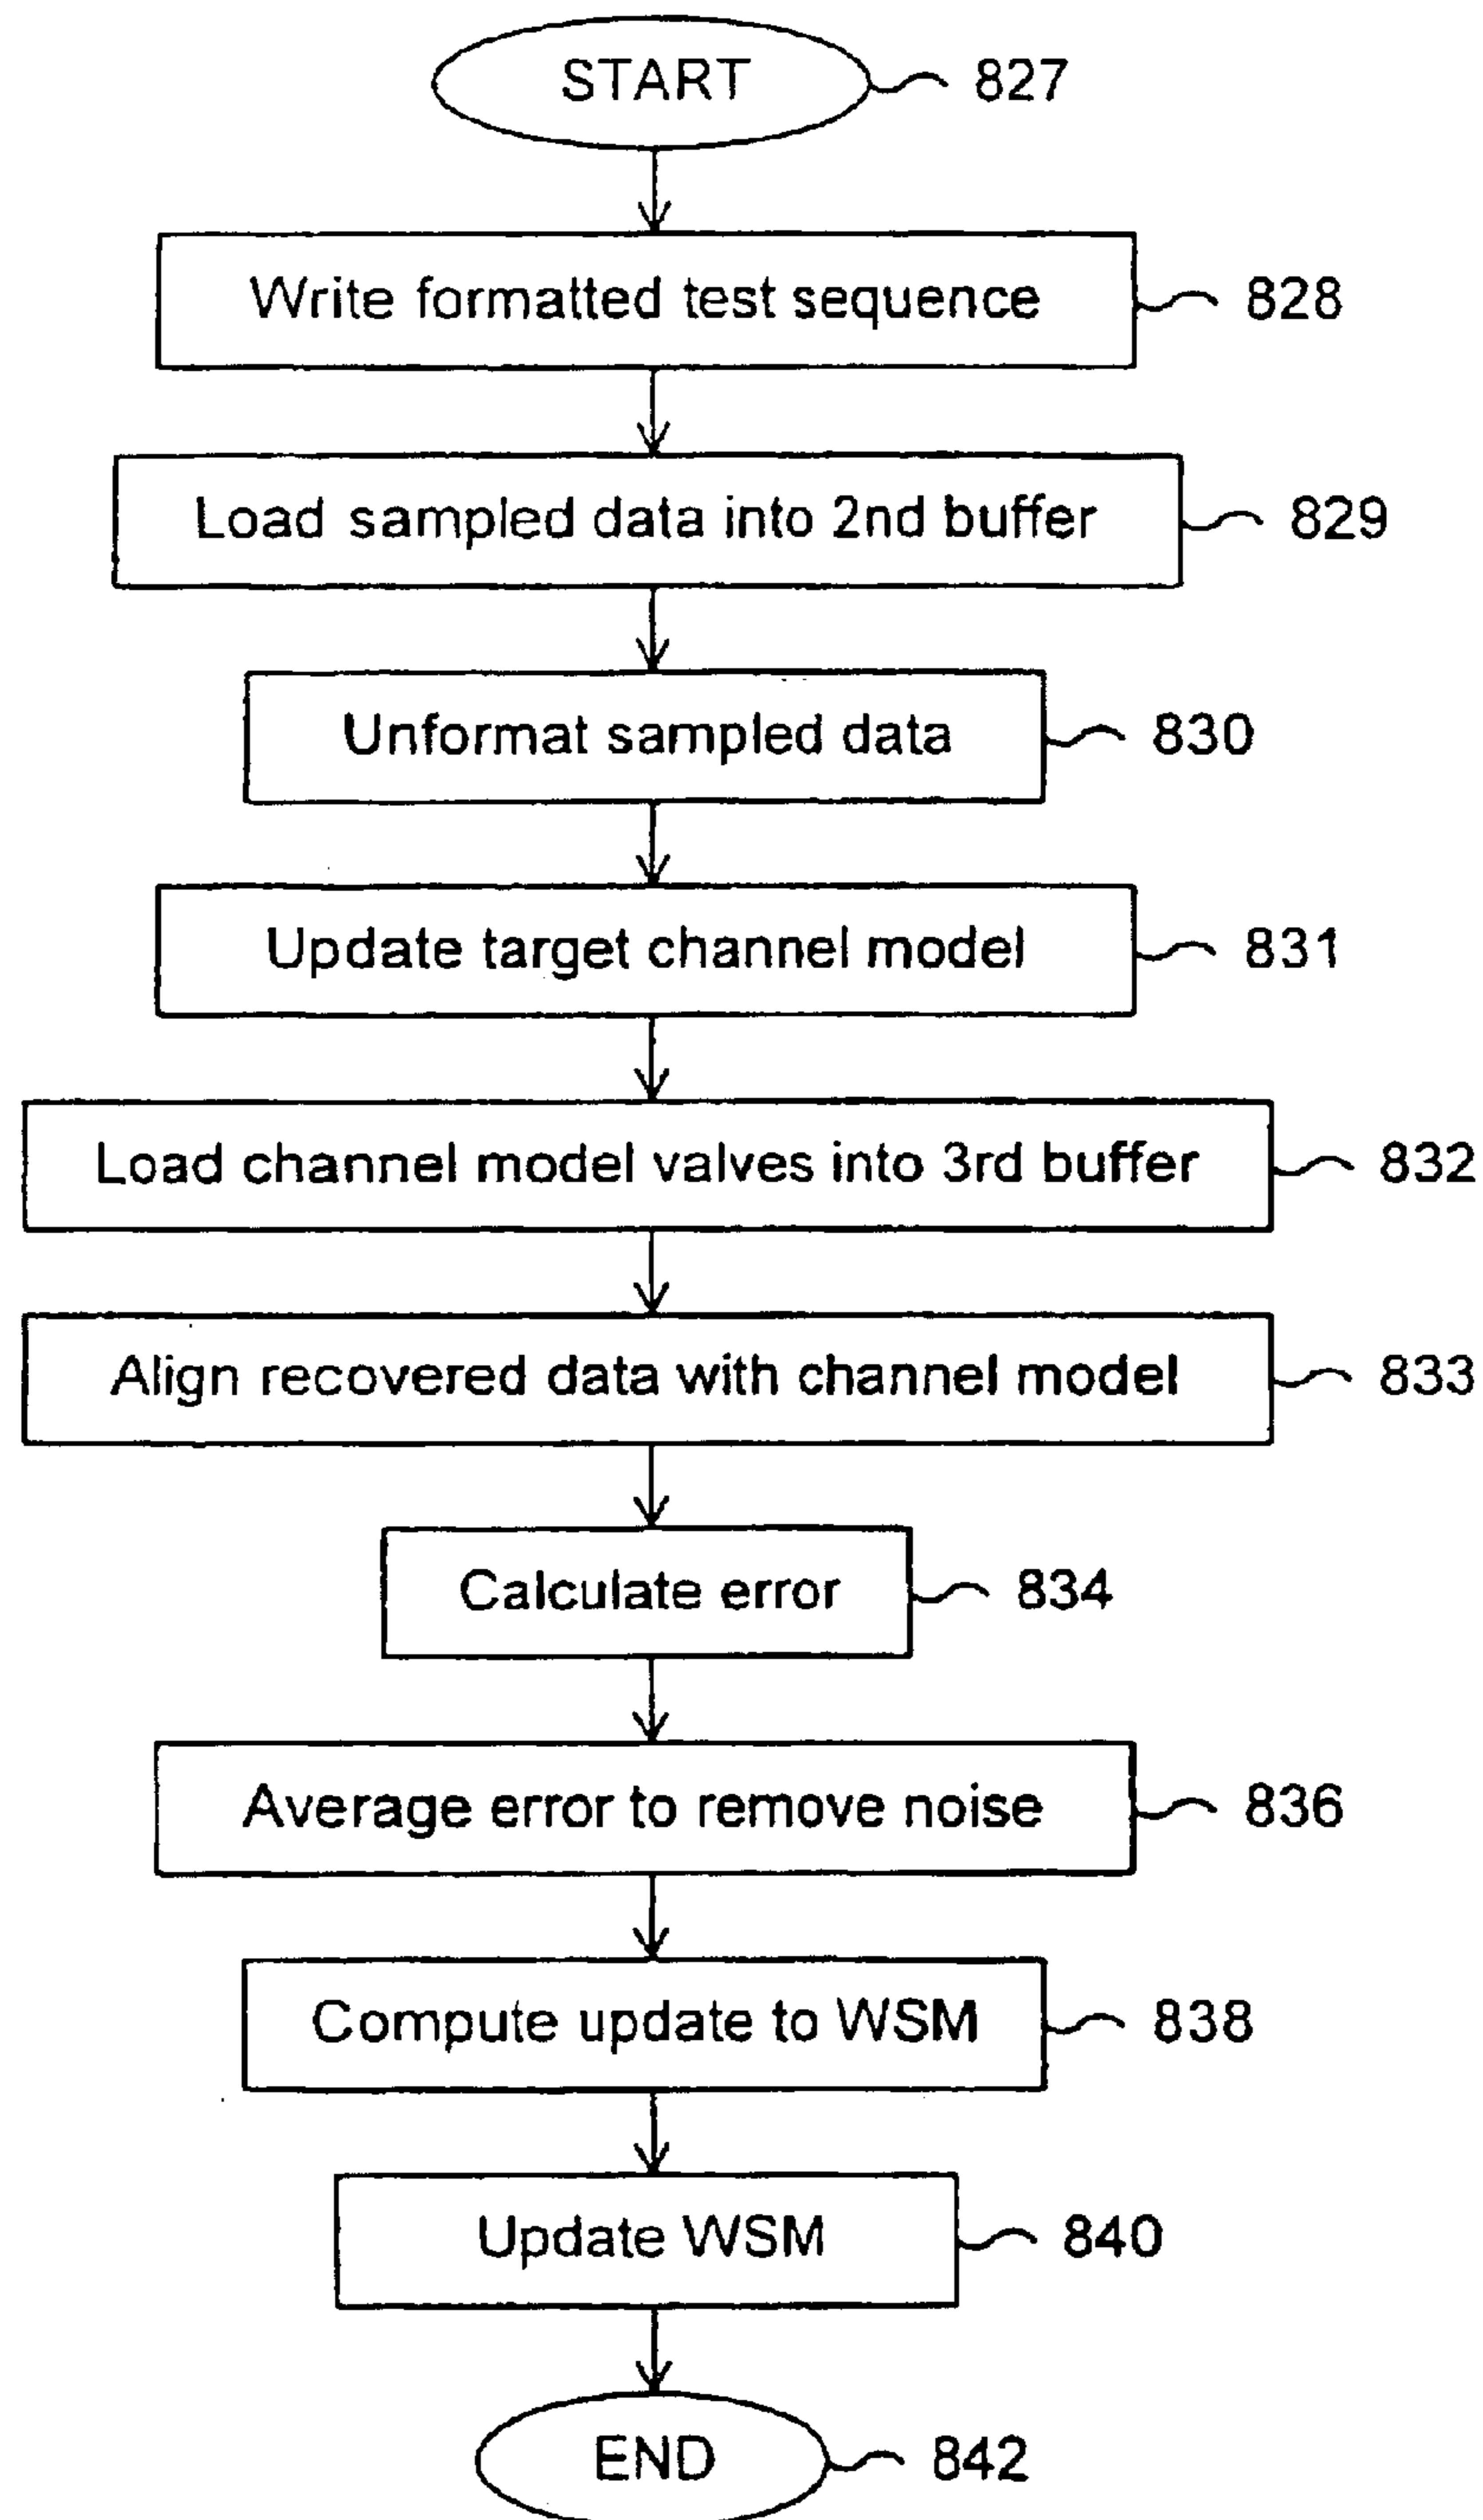 START 827
Write formatted test sequence 828
Load sampled data into 2nd buffer 829
Unformat sampled data 830
Update target channel model 831
Load channel model valves into 3rd buffer 832
Align recovered data with channel model 833
Calculate error 834
Average error to remove noise 836
Compute update to WSM 838
Update WSM 840
END 842